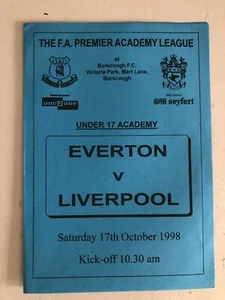 THE F.A. PREMIER ACADEMY LEAGUE
at
Burscough F.C.
Victoria Park, Mart Lane,
Burscough
one2one
seyfert
UNDER 17 ACADEMY
EVERTON
v
LIVERPOOL
Saturday 17th October 1998
Kick-off 10.30 am